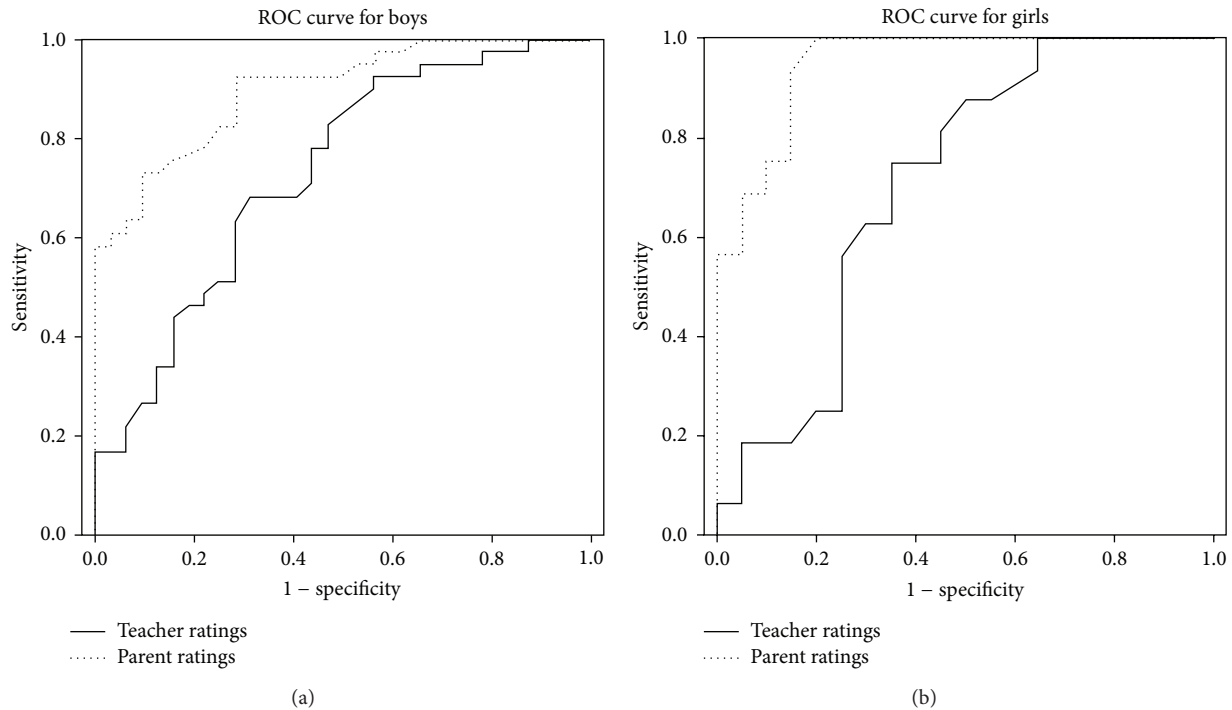 ROC curve for boys
1.0
0.8
0.6
0.4
0.2
0.0
Sensitivity
0.0 0.2 0.4 0.6 0.8 1.0
1 − specificity
Teacher ratings
Parent ratings
(a)
ROC curve for girls
1.0
0.8
0.6
0.4
0.2
0.0
Sensitivity
0.0 0.2 0.4 0.6 0.8 1.0
1 − specificity
Teacher ratings
Parent ratings
(b)